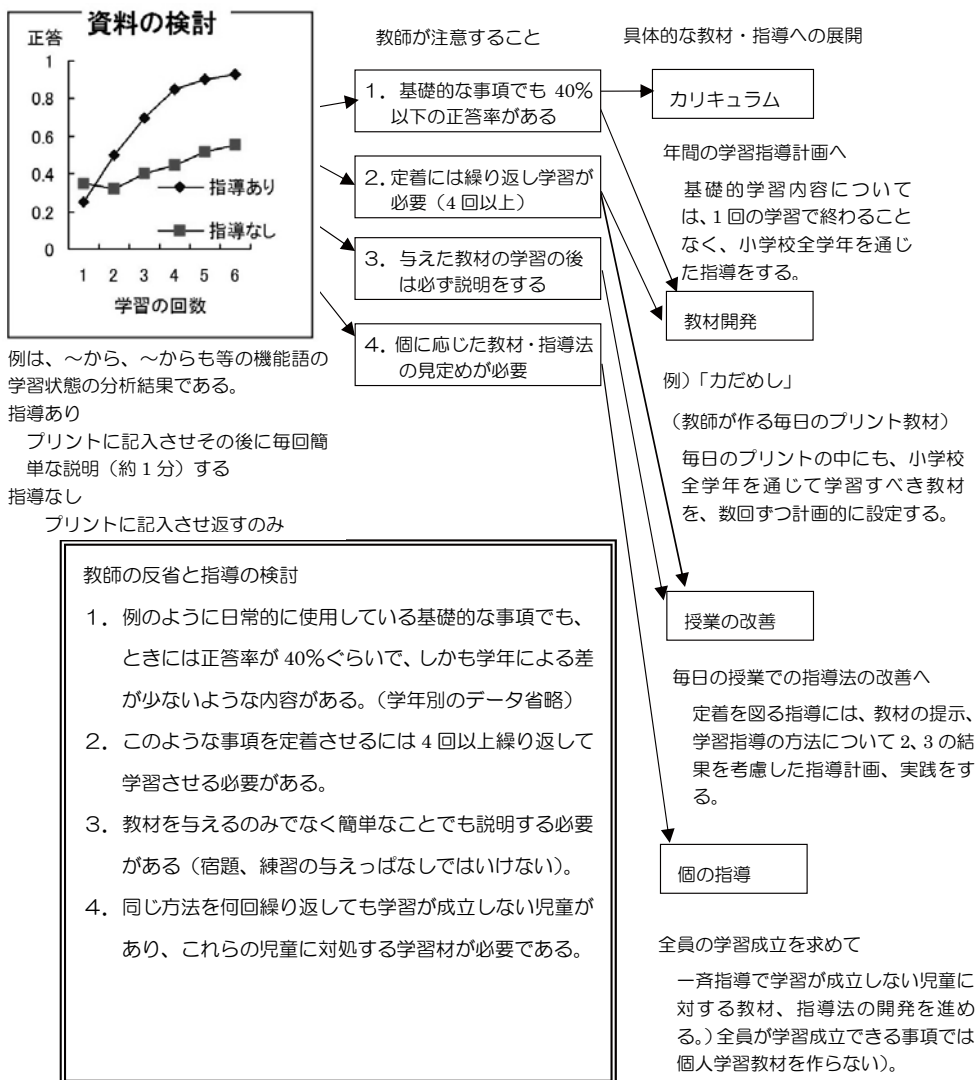 資料の検討
正答
1
0.8
0.6
0.4
0.2
0
指導あり
指導なし
1 2 3 4 5 6
学習の回数
例は、～から、～からも等の機能語の
学習状態の分析結果である。
指導あり
プリントに記入させその後に毎回簡
単な説明（約1分）する
指導なし
プリントに記入させ返すのみ
教師が注意すること
1．基礎的な事項でも 40%
以下の正答率がある
2．定着には繰り返し学習が
必要（4回以上）
3．与えた教材の学習の後
は必ず説明をする
4．個に応じた教材・指導法
の見定めが必要
具体的な教材・指導への展開
カリキュラム
年間の学習指導計画へ
基礎的学習内容について
は、1回の学習で終わること
なく、小学校全学年を通じ
た指導をする。
教材開発
例）「力だめし」
（教師が作る毎日のプリント教材）
毎日のプリントの中にも、小学校
全学年を通じて学習すべき教材
を、数回ずつ計画的に設定する。
授業の改善
毎日の授業での指導法の改善へ
定着を図る指導には、教材の提示、
学習指導の方法について2、3の結
果を考慮した指導計画、実践をす
る。
個の指導
全員の学習成立を求めて
一斉指導で学習が成立しない児童に
対する教材、指導法の開発を進め
る。）全員が学習成立できる事項では
個人学習教材を作らない）。
教師の反省と指導の検討
1．例のように日常的に使用している基礎的な事項でも、
ときには正答率が 40%ぐらいで、しかも学年による差
が少ないような内容がある。（学年別のデータ省略）
2．このような事項を定着させるには4回以上繰り返して
学習させる必要がある。
3．教材を与えるのみでなく簡単なことでも説明する必要
がある（宿題、練習の与えっぱなしではいけない）。
4．同じ方法を何回繰り返しても学習が成立しない児童が
あり、これらの児童に対処する学習材が必要である。